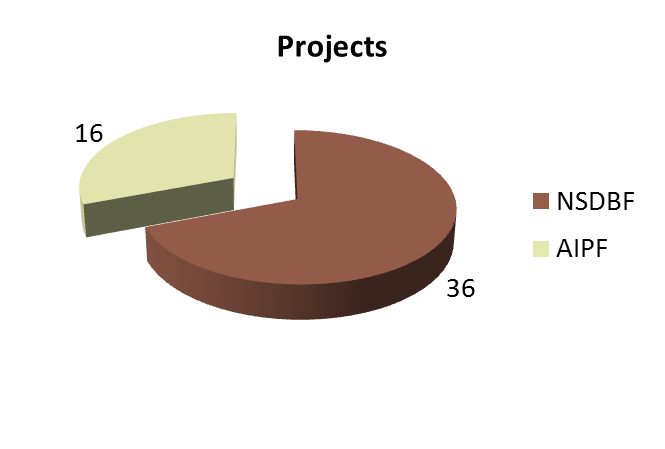 Projects
16
NSDBF
AIPF
36